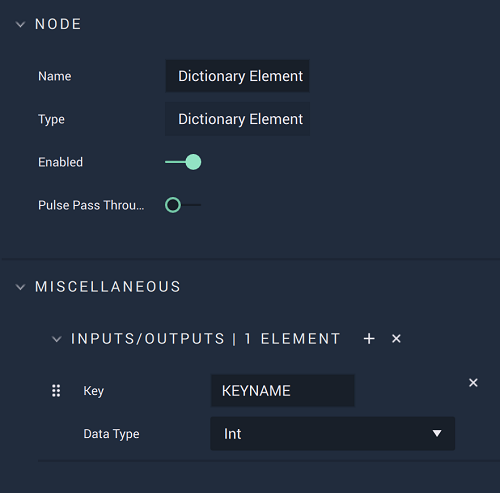 NODE
Name Dictionary Element
Type Dictionary Element
Enabled
Pulse Pass Throu...
MISCELLANEOUS
INPUTS/OUTPUTS | 1 ELEMENT
Key KEYNAME
Data Type Int